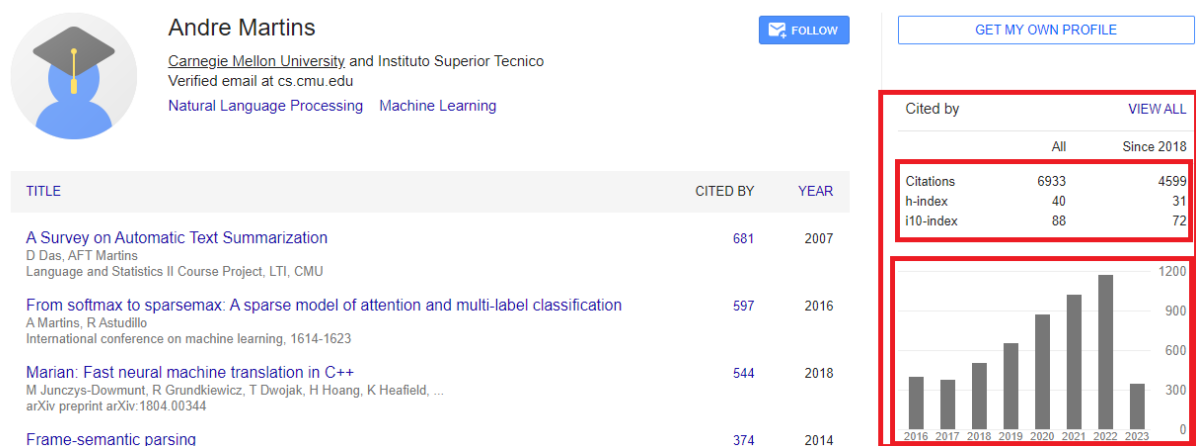 Andre Martins
FOLLOW
Carnegie Mellon University and Instituto Superior Tecnico
Verified email at cs.cmu.edu
Natural Language Processing Machine Learning
TITLE CITED BY YEAR
A Survey on Automatic Text Summarization 681 2007
D Das, AFT Martins
Language and Statistics II Course Project, LTI, CMU
From softmax to sparsemax: A sparse model of attention and multi-label classification 597 2016
A Martins, R Astudillo
International conference on machine learning, 1614-1623
Marian: Fast neural machine translation in C++ 544 2018
M Junczys-Dowmunt, R Grundkiewicz, T Dwojak, H Hoang, K Heafield, ...
arXiv preprint arXiv:1804.00344
Frame-semantic parsing 374 2014
GET MY OWN PROFILE
Cited by VIEW ALL
All Since 2018
Citations 6933 4599
h-index 40 31
i10-index 88 72
1200
900
600
300
0
2016 2017 2018 2019 2020 2021 2022 2023